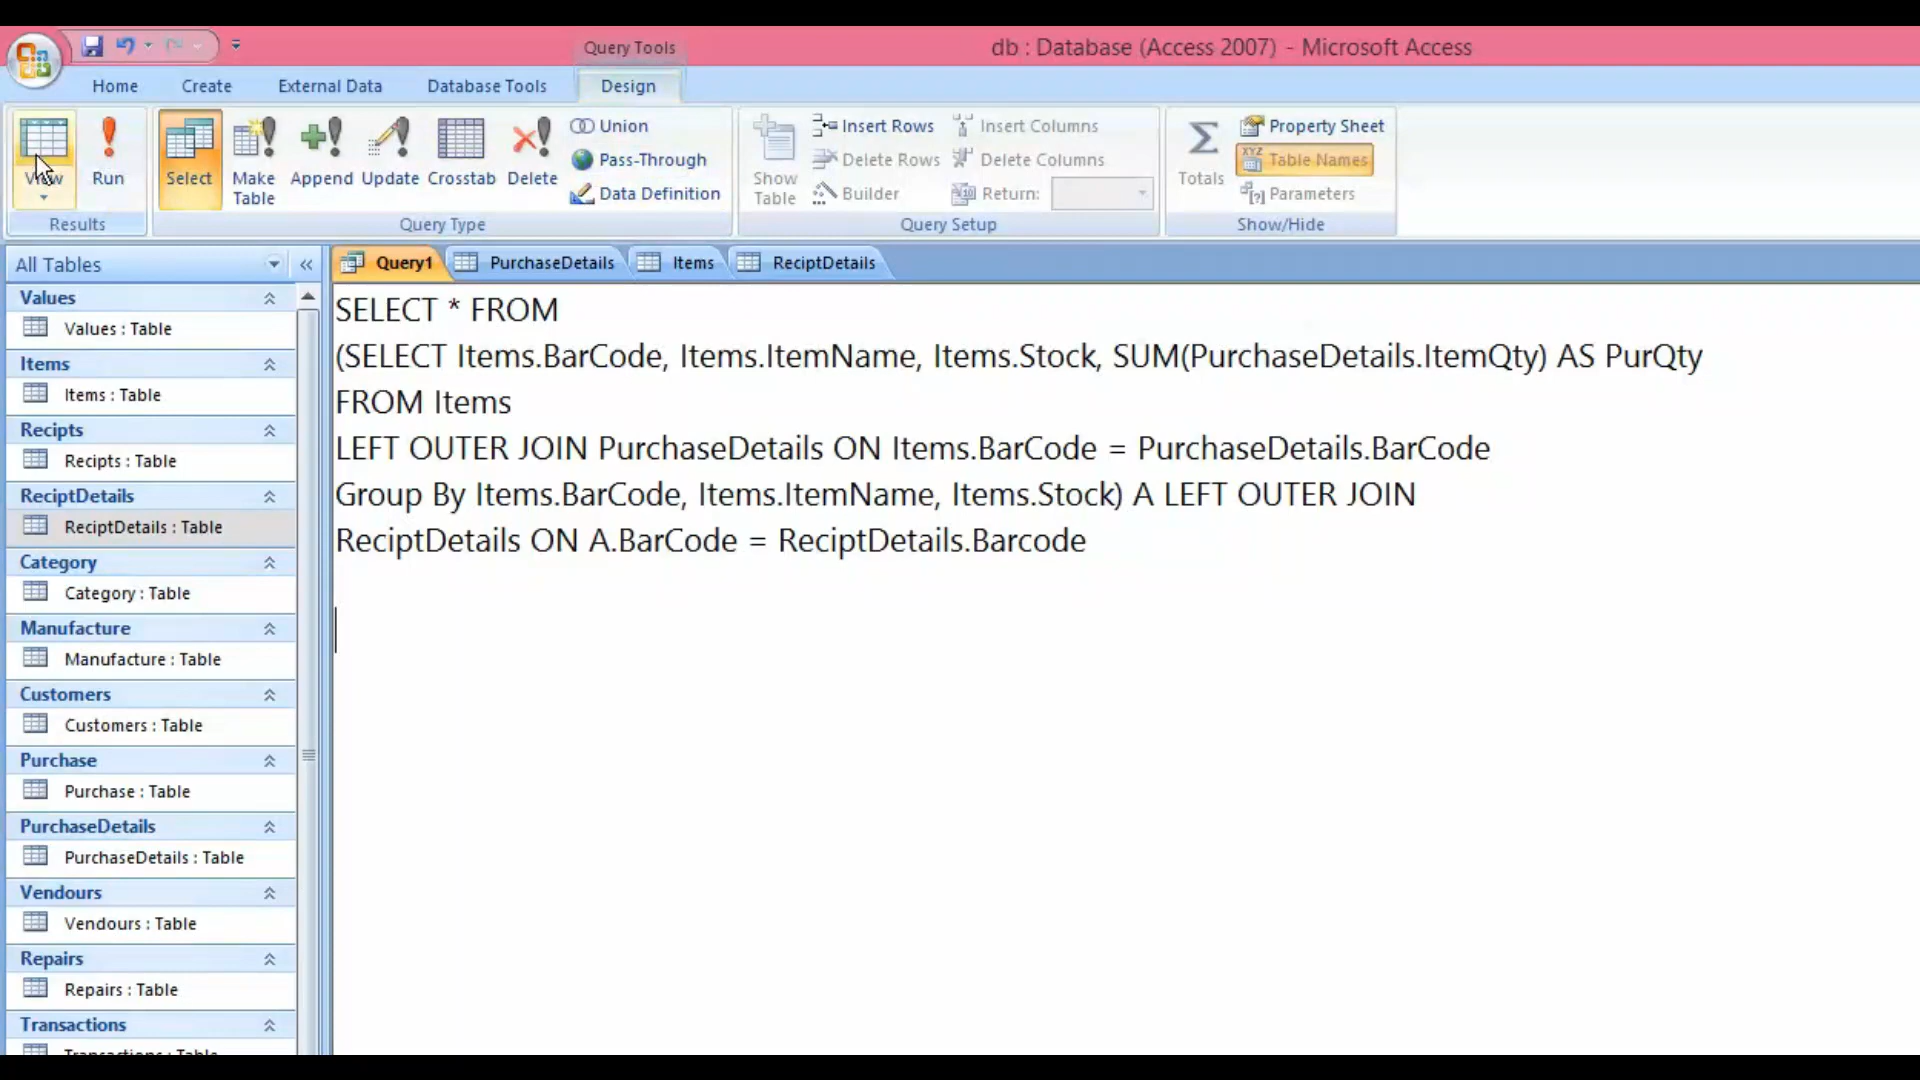 Query Tools
db : Database (Access 2007) - Microsoft Access
Home
Create
External Data
Database Tools
Design
View
Run
Results
Select
Make Table
Append
Update
Crosstab
Delete
Union
Pass-Through
Data Definition
Query Type
Show Table
Insert Rows
Delete Rows
Builder
Insert Columns
Delete Columns
Return:
Query Setup
Totals
Property Sheet
XYZ Table Names
[?] Parameters
Show/Hide
All Tables
Values
Values : Table
Items
Items : Table
Recipts
Recipts : Table
ReciptDetails
ReciptDetails : Table
Category
Category : Table
Manufacture
Manufacture : Table
Customers
Customers : Table
Purchase
Purchase : Table
PurchaseDetails
PurchaseDetails : Table
Vendours
Vendours : Table
Repairs
Repairs : Table
Transactions
Transactions : Table
Query1
PurchaseDetails
Items
ReciptDetails
SELECT * FROM
(SELECT Items.BarCode, Items.ItemName, Items.Stock, SUM(PurchaseDetails.ItemQty) AS PurQty
FROM Items
LEFT OUTER JOIN PurchaseDetails ON Items.BarCode = PurchaseDetails.BarCode
Group By Items.BarCode, Items.ItemName, Items.Stock) A LEFT OUTER JOIN
ReciptDetails ON A.BarCode = ReciptDetails.Barcode